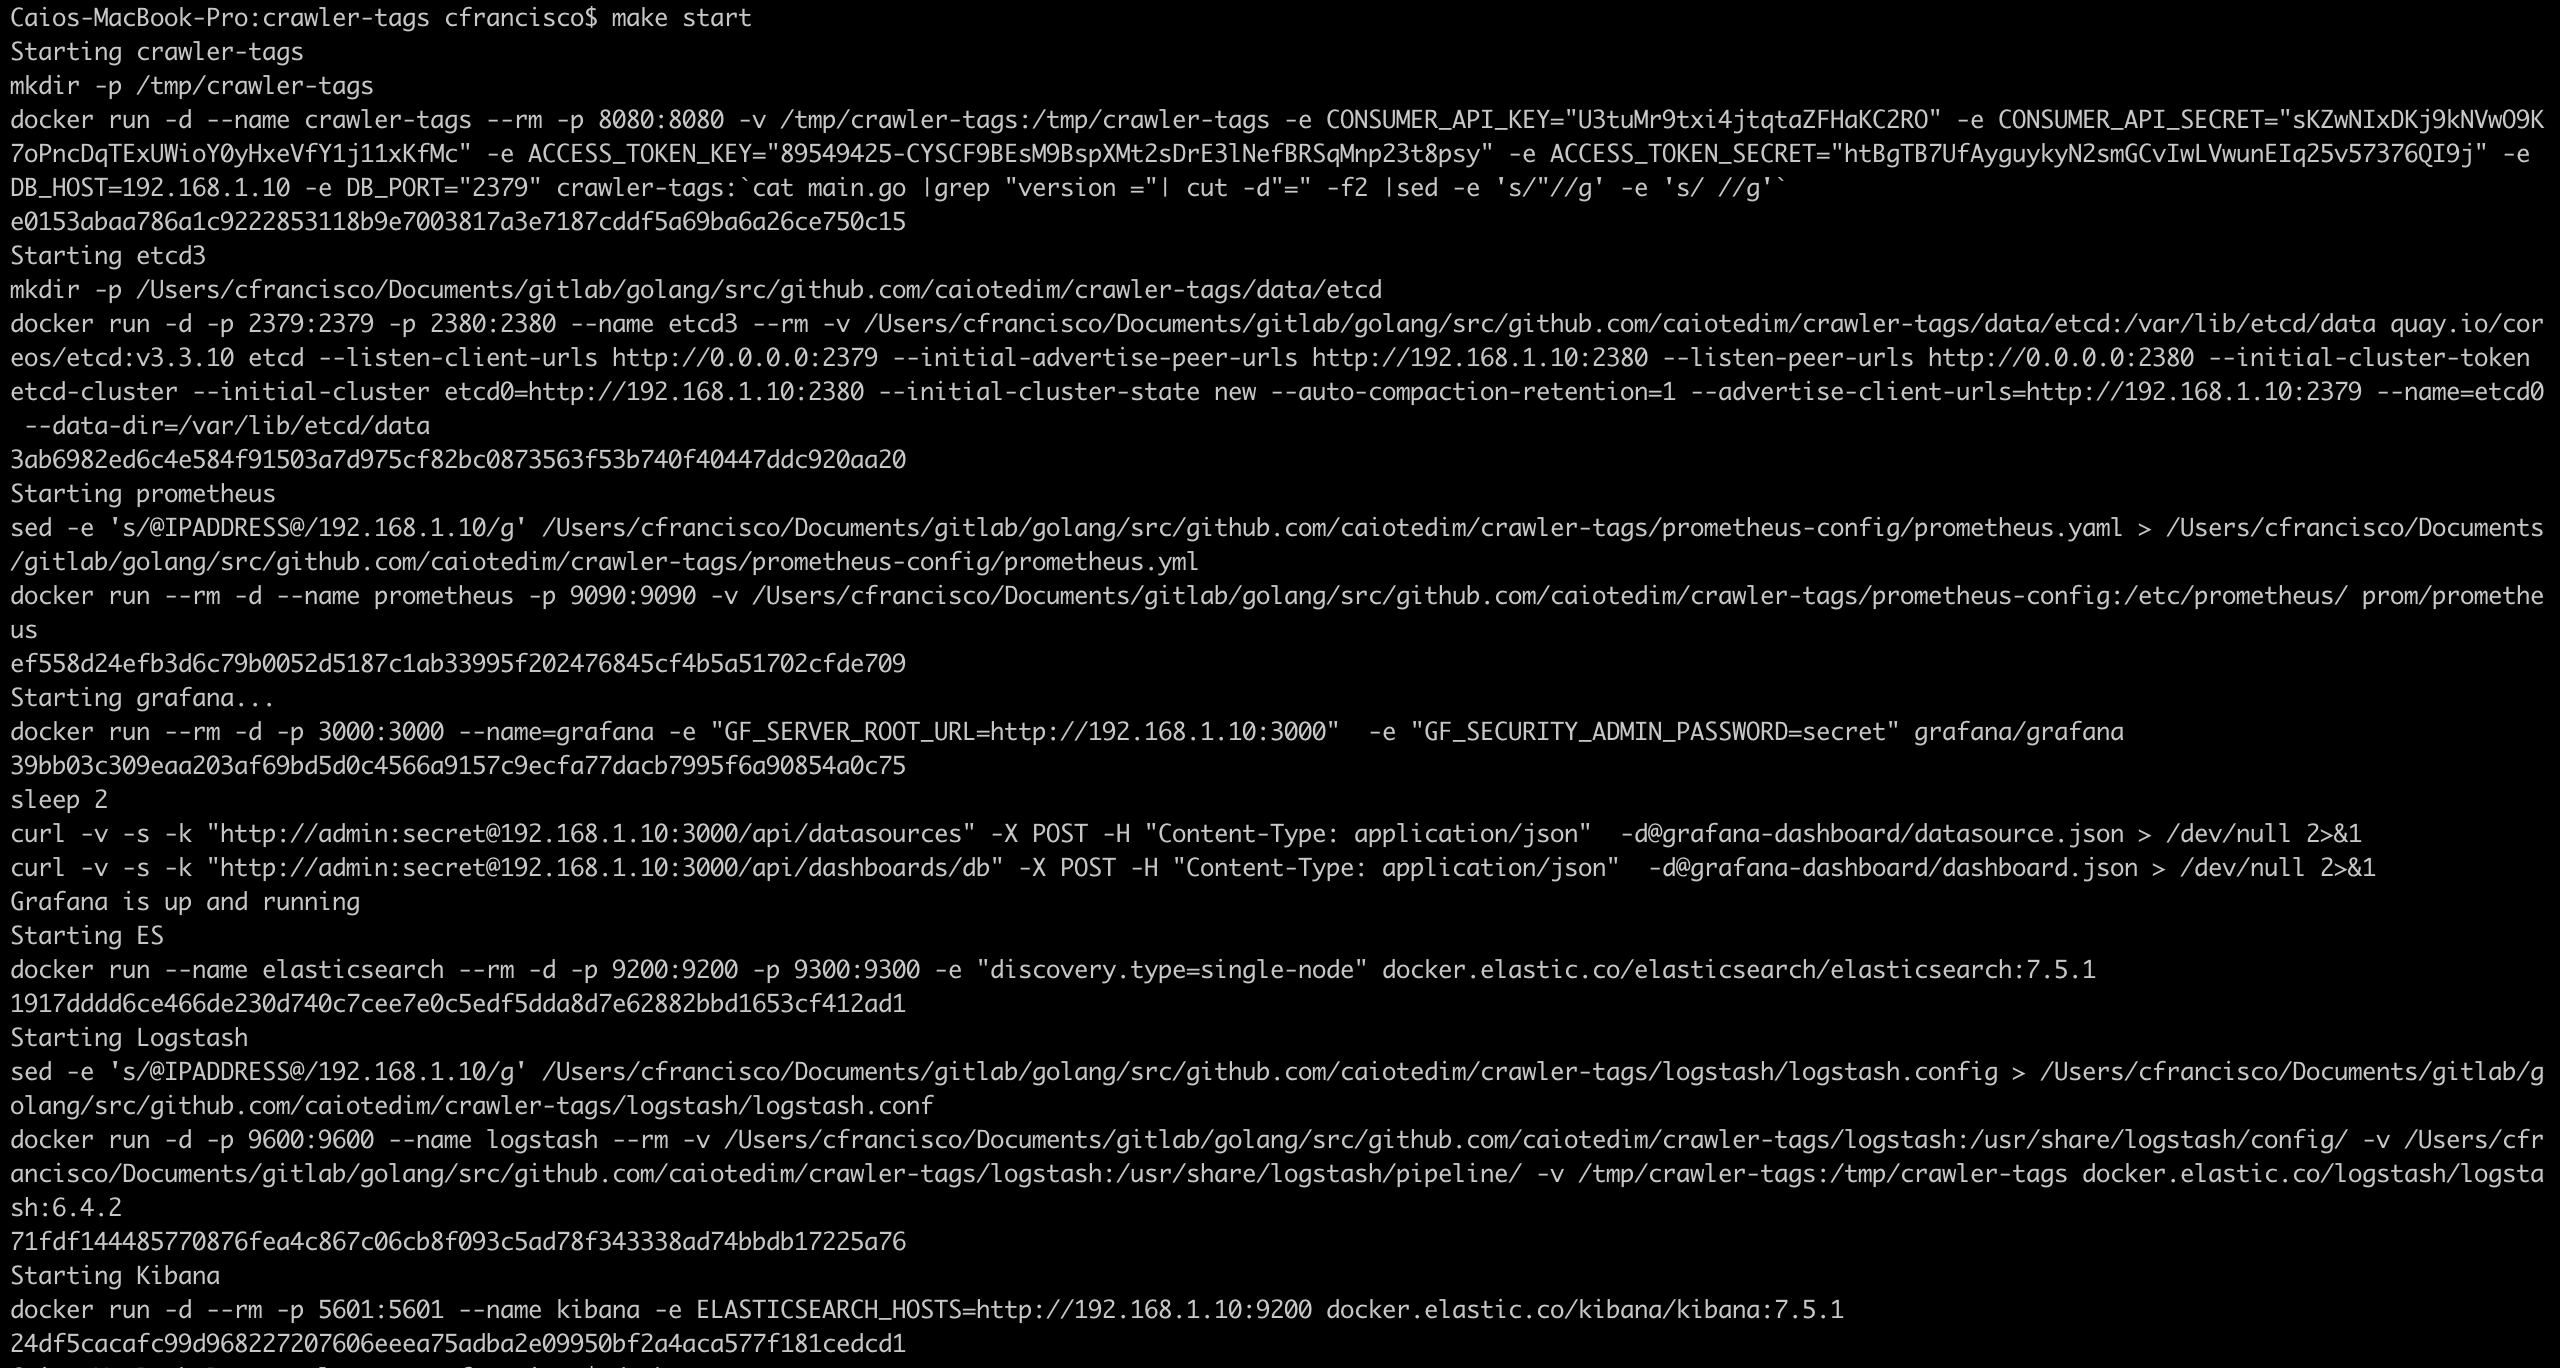 Caios-MacBook-Pro:crawler-tags cfrancisco$ make start
Starting crawler-tags
mkdir -p /tmp/crawler-tags
docker run -d --name crawler-tags --rm -p 8080:8080 -v /tmp/crawler-tags:/tmp/crawler-tags -e CONSUMER_API_KEY="U3tuMr9txi4jtqtaZFHaKC2RO" -e CONSUMER_API_SECRET="sKZwNIxDKj9kNVwO9K
7oPncDqTExUWioY0yHxeVfY1j11xKfMc" -e ACCESS_TOKEN_KEY="89549425-CYSCF9BEsM9BspXMt2sDrE3lNefBRSqMnp23t8psy" -e ACCESS_TOKEN_SECRET="htBgTB7UfAyguykyN2smGCvIwLVwunEIq25v57376QI9j" -e
DB_HOST=192.168.1.10 -e DB_PORT="2379" crawler-tags:`cat main.go |grep "version ="| cut -d"=" -f2 |sed -e 's/"//g' -e 's/ //g'`
e0153abaa786a1c9222853118b9e7003817a3e7187cddf5a69ba6a26ce750c15
Starting etcd3
mkdir -p /Users/cfrancisco/Documents/gitlab/golang/src/github.com/caiotedim/crawler-tags/data/etcd
docker run -d -p 2379:2379 -p 2380:2380 --name etcd3 --rm -v /Users/cfrancisco/Documents/gitlab/golang/src/github.com/caiotedim/crawler-tags/data/etcd:/var/lib/etcd/data quay.io/cor
eos/etcd:v3.3.10 etcd --listen-client-urls http://0.0.0.0:2379 --initial-advertise-peer-urls http://192.168.1.10:2380 --listen-peer-urls http://0.0.0.0:2380 --initial-cluster-token
etcd-cluster --initial-cluster etcd0=http://192.168.1.10:2380 --initial-cluster-state new --auto-compaction-retention=1 --advertise-client-urls=http://192.168.1.10:2379 --name=etcd0
 --data-dir=/var/lib/etcd/data
3ab6982ed6c4e584f91503a7d975cf82bc0873563f53b740f40447ddc920aa20
Starting prometheus
sed -e 's/@IPADDRESS@/192.168.1.10/g' /Users/cfrancisco/Documents/gitlab/golang/src/github.com/caiotedim/crawler-tags/prometheus-config/prometheus.yaml > /Users/cfrancisco/Documents
/gitlab/golang/src/github.com/caiotedim/crawler-tags/prometheus-config/prometheus.yml
docker run --rm -d --name prometheus -p 9090:9090 -v /Users/cfrancisco/Documents/gitlab/golang/src/github.com/caiotedim/crawler-tags/prometheus-config:/etc/prometheus/ prom/promethe
us
ef558d24efb3d6c79b0052d5187c1ab33995f202476845cf4b5a51702cfde709
Starting grafana...
docker run --rm -d -p 3000:3000 --name=grafana -e "GF_SERVER_ROOT_URL=http://192.168.1.10:3000"  -e "GF_SECURITY_ADMIN_PASSWORD=secret" grafana/grafana
39bb03c309eaa203af69bd5d0c4566a9157c9ecfa77dacb7995f6a90854a0c75
sleep 2
curl -v -s -k "http://admin:secret@192.168.1.10:3000/api/datasources" -X POST -H "Content-Type: application/json"  -d@grafana-dashboard/datasource.json > /dev/null 2>&1
curl -v -s -k "http://admin:secret@192.168.1.10:3000/api/dashboards/db" -X POST -H "Content-Type: application/json"  -d@grafana-dashboard/dashboard.json > /dev/null 2>&1
Grafana is up and running
Starting ES
docker run --name elasticsearch --rm -d -p 9200:9200 -p 9300:9300 -e "discovery.type=single-node" docker.elastic.co/elasticsearch/elasticsearch:7.5.1
1917dddd6ce466de230d740c7cee7e0c5edf5dda8d7e62882bbd1653cf412ad1
Starting Logstash
sed -e 's/@IPADDRESS@/192.168.1.10/g' /Users/cfrancisco/Documents/gitlab/golang/src/github.com/caiotedim/crawler-tags/logstash/logstash.config > /Users/cfrancisco/Documents/gitlab/g
olang/src/github.com/caiotedim/crawler-tags/logstash/logstash.conf
docker run -d -p 9600:9600 --name logstash --rm -v /Users/cfrancisco/Documents/gitlab/golang/src/github.com/caiotedim/crawler-tags/logstash:/usr/share/logstash/config/ -v /Users/cfr
ancisco/Documents/gitlab/golang/src/github.com/caiotedim/crawler-tags/logstash:/usr/share/logstash/pipeline/ -v /tmp/crawler-tags:/tmp/crawler-tags docker.elastic.co/logstash/logsta
sh:6.4.2
71fdf144485770876fea4c867c06cb8f093c5ad78f343338ad74bbdb17225a76
Starting Kibana
docker run -d --rm -p 5601:5601 --name kibana -e ELASTICSEARCH_HOSTS=http://192.168.1.10:9200 docker.elastic.co/kibana/kibana:7.5.1
24df5cacafc99d968227207606eeea75adba2e09950bf2a4aca577f181cedcd1